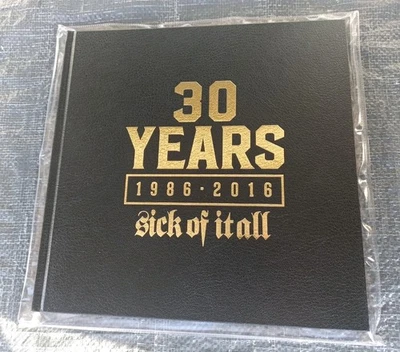 30
YEARS
1986·2016
sick of it all